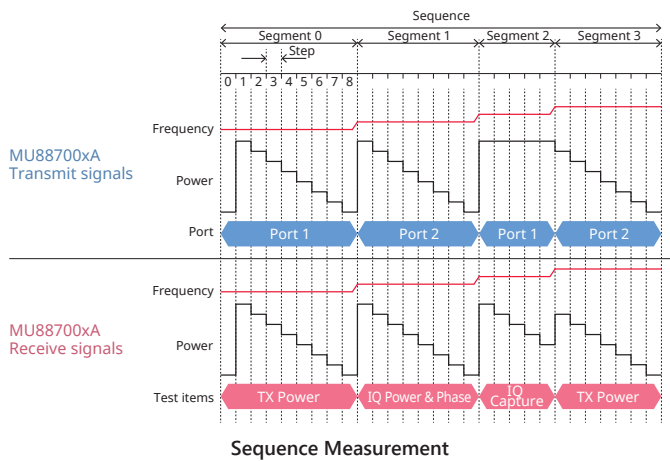 Sequence
Segment 0 Segment 1 Segment 2 Segment 3
Step
0 1 2 3 4 5 6 7 8
Frequency
MU88700xA
Transmit signals
Power
Port Port 1 Port 2 Port 1 Port 2
Frequency
MU88700xA
Receive signals
Power
Test items TX Power IQ Power & Phase IQ Capture TX Power
Sequence Measurement